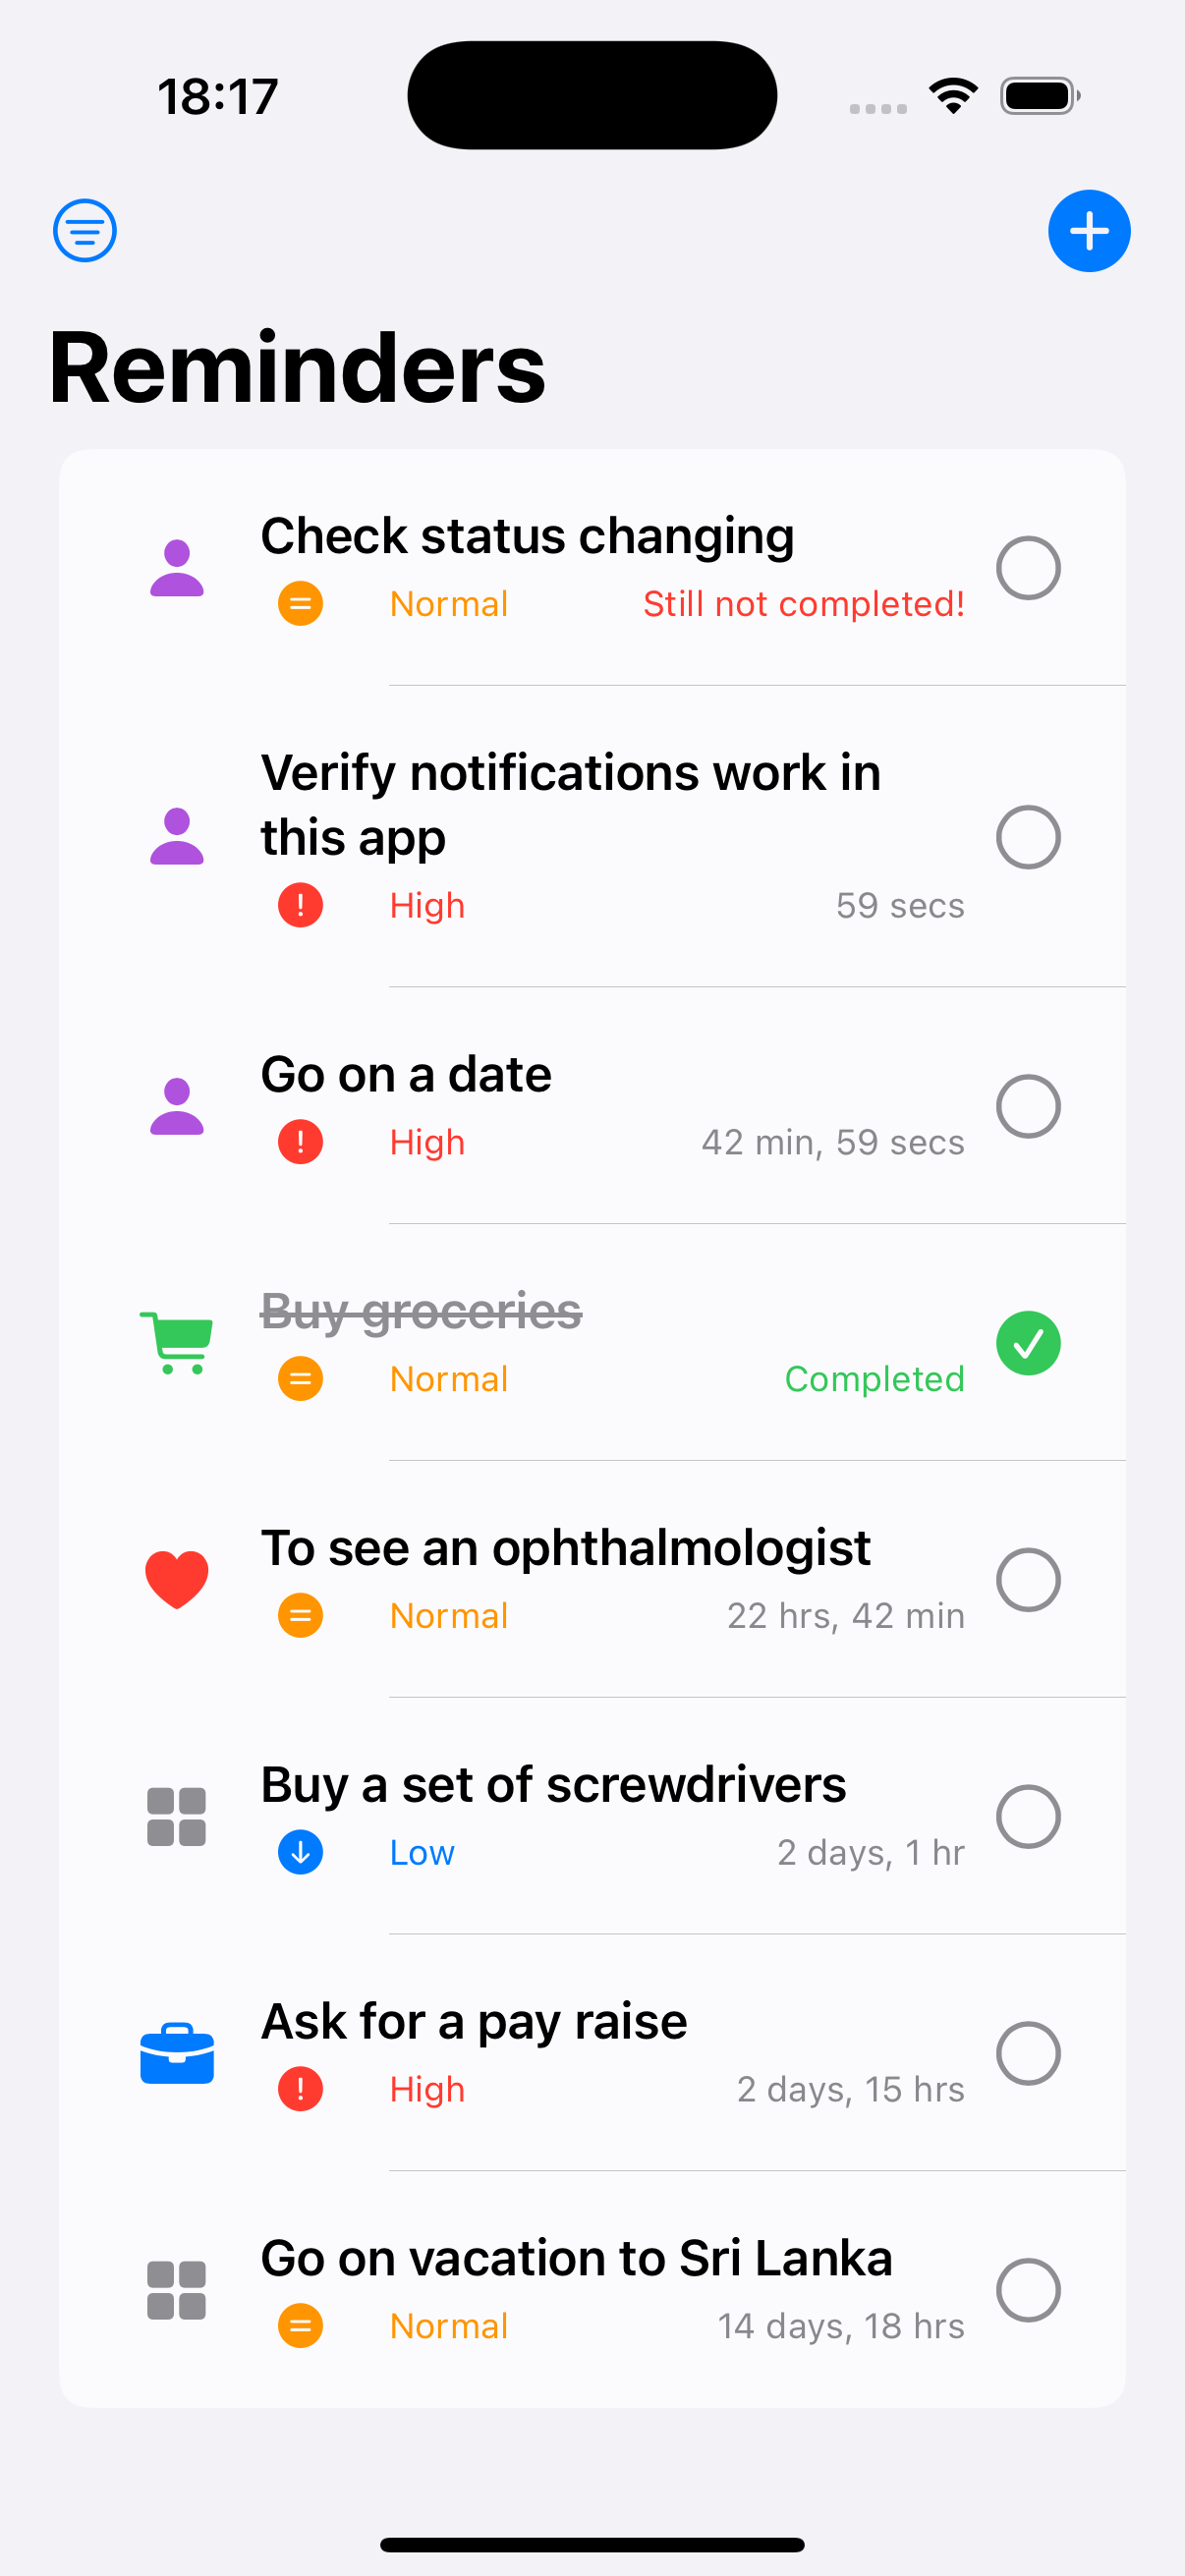 18:17
Reminders
Check status changing
Normal Still not completed!
Verify notifications work in
this app
High 59 secs
Go on a date
High 42 min, 59 secs
Buy groceries
Normal Completed
To see an ophthalmologist
Normal 22 hrs, 42 min
Buy a set of screwdrivers
Low 2 days, 1 hr
Ask for a pay raise
High 2 days, 15 hrs
Go on vacation to Sri Lanka
Normal 14 days, 18 hrs